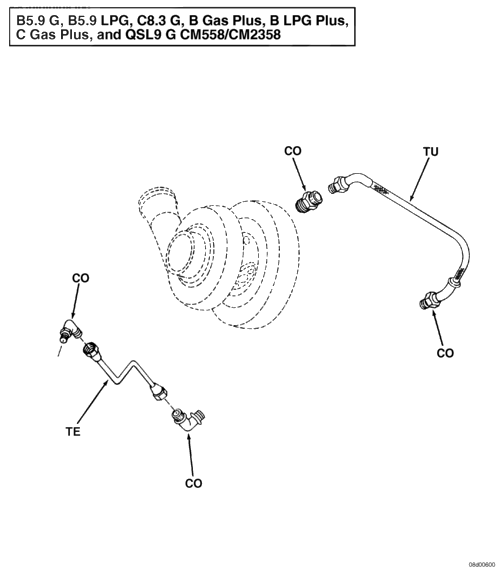 B5.9 G, B5.9 LPG, C8.3 G, B Gas Plus, B LPG Plus,
C Gas Plus, and QSL9 G CM558/CM2358
CO
TU
CO
CO
TE
CO
08d00600